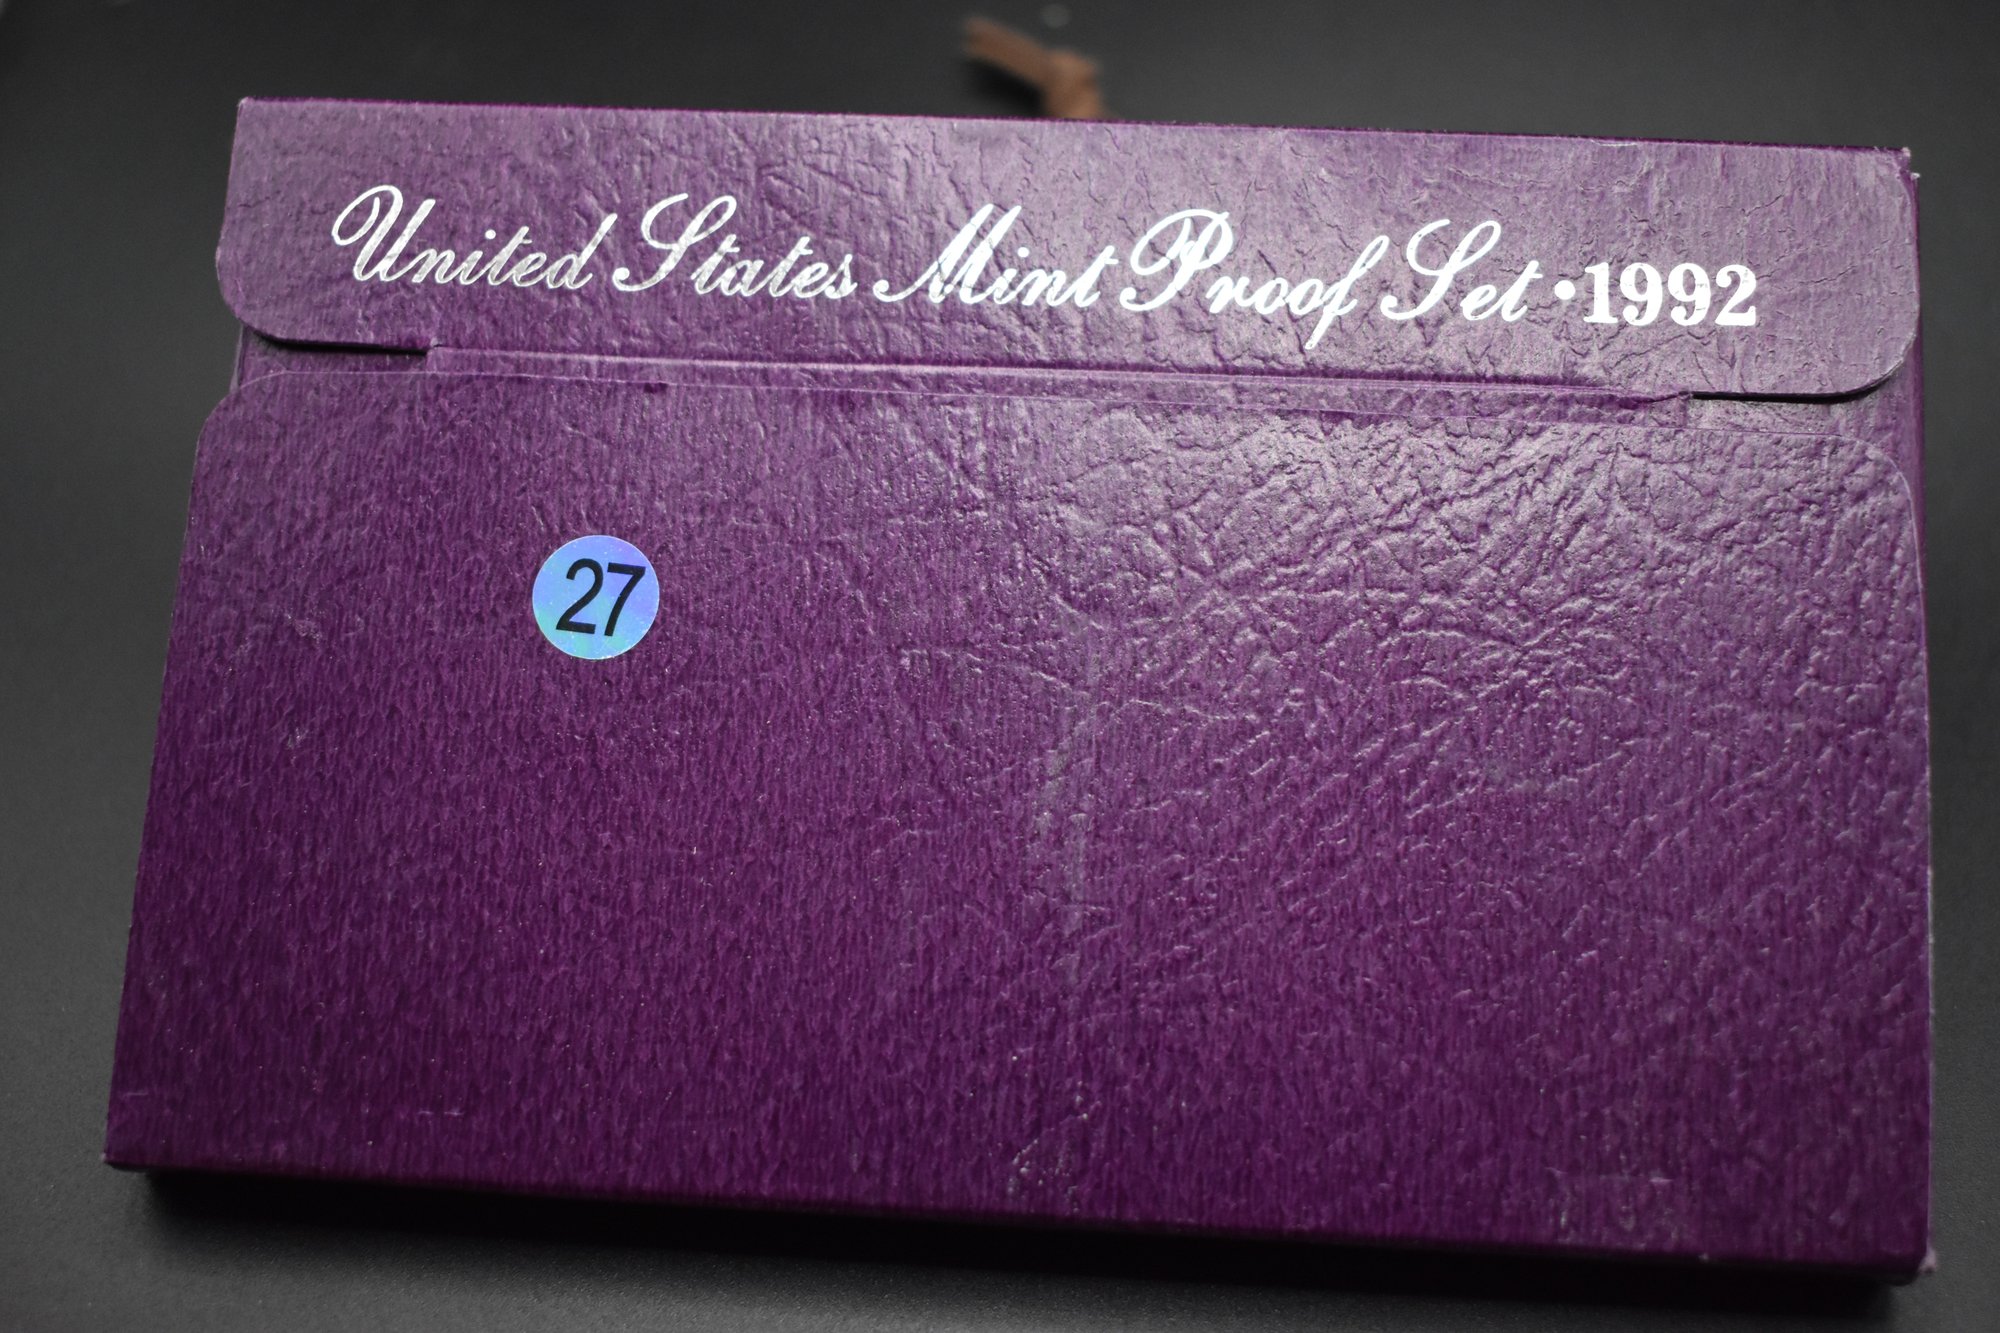 United States Mint Proof Set • 1992
27